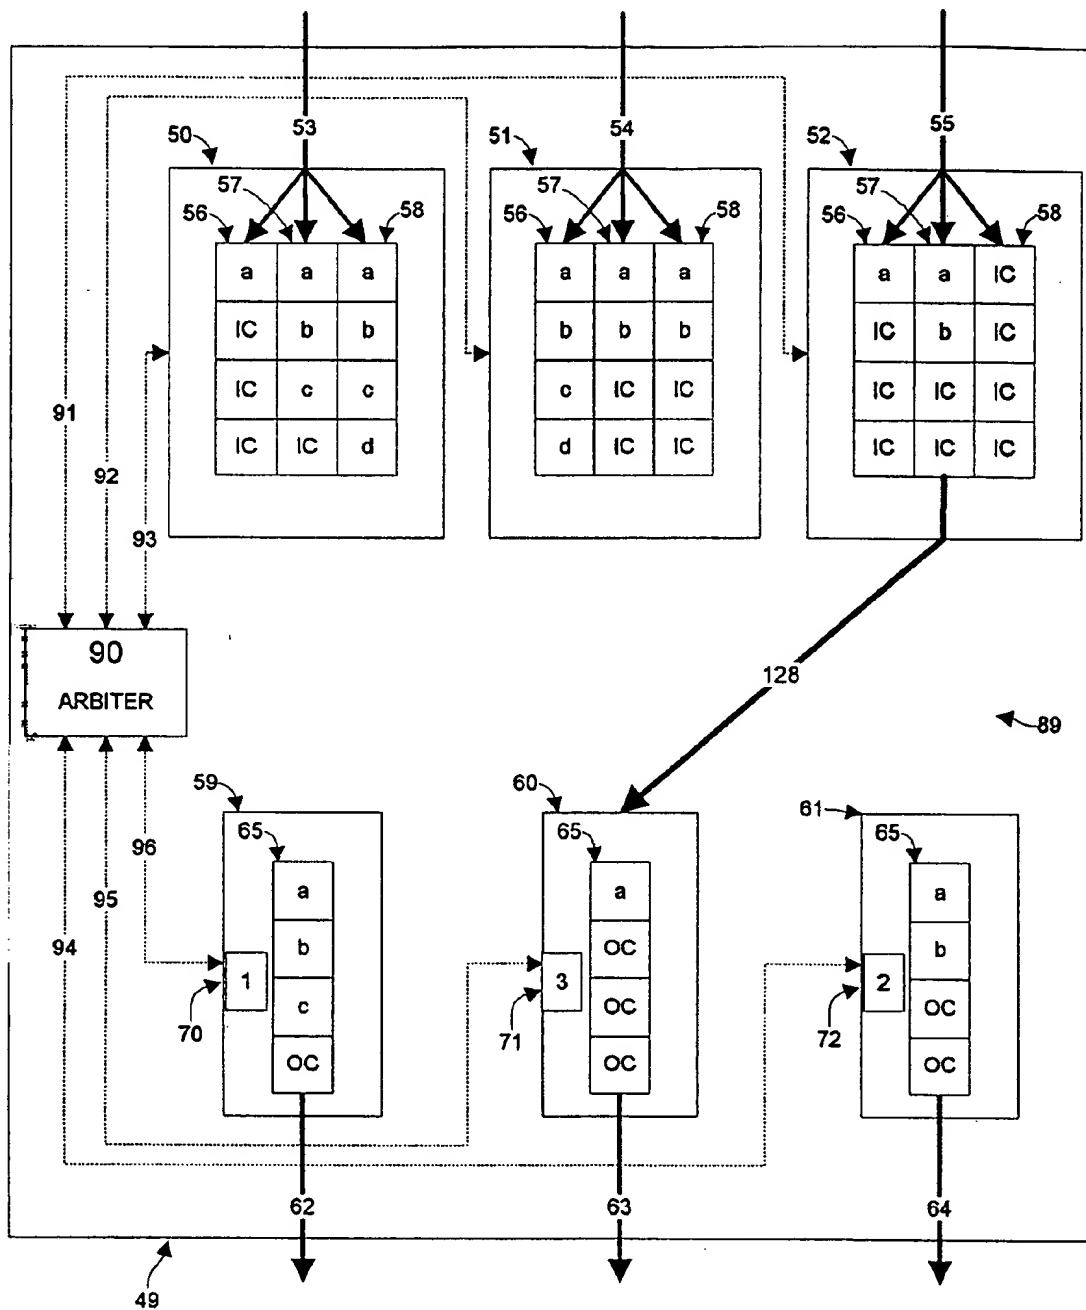 53 54 55
50 51 52
57 57 57
56 58 56 58 56 58
a a a a a a a a IC
IC b b b b b IC b IC
IC c c c IC IC IC IC IC
IC IC d d IC IC IC IC IC
91
92
93
90
ARBITER
128
89
59 60 61
65 65 65
96
95
94
a a a
b OC b
1 3 2
c OC OC
70 71 72
OC OC OC
62 63 64
49